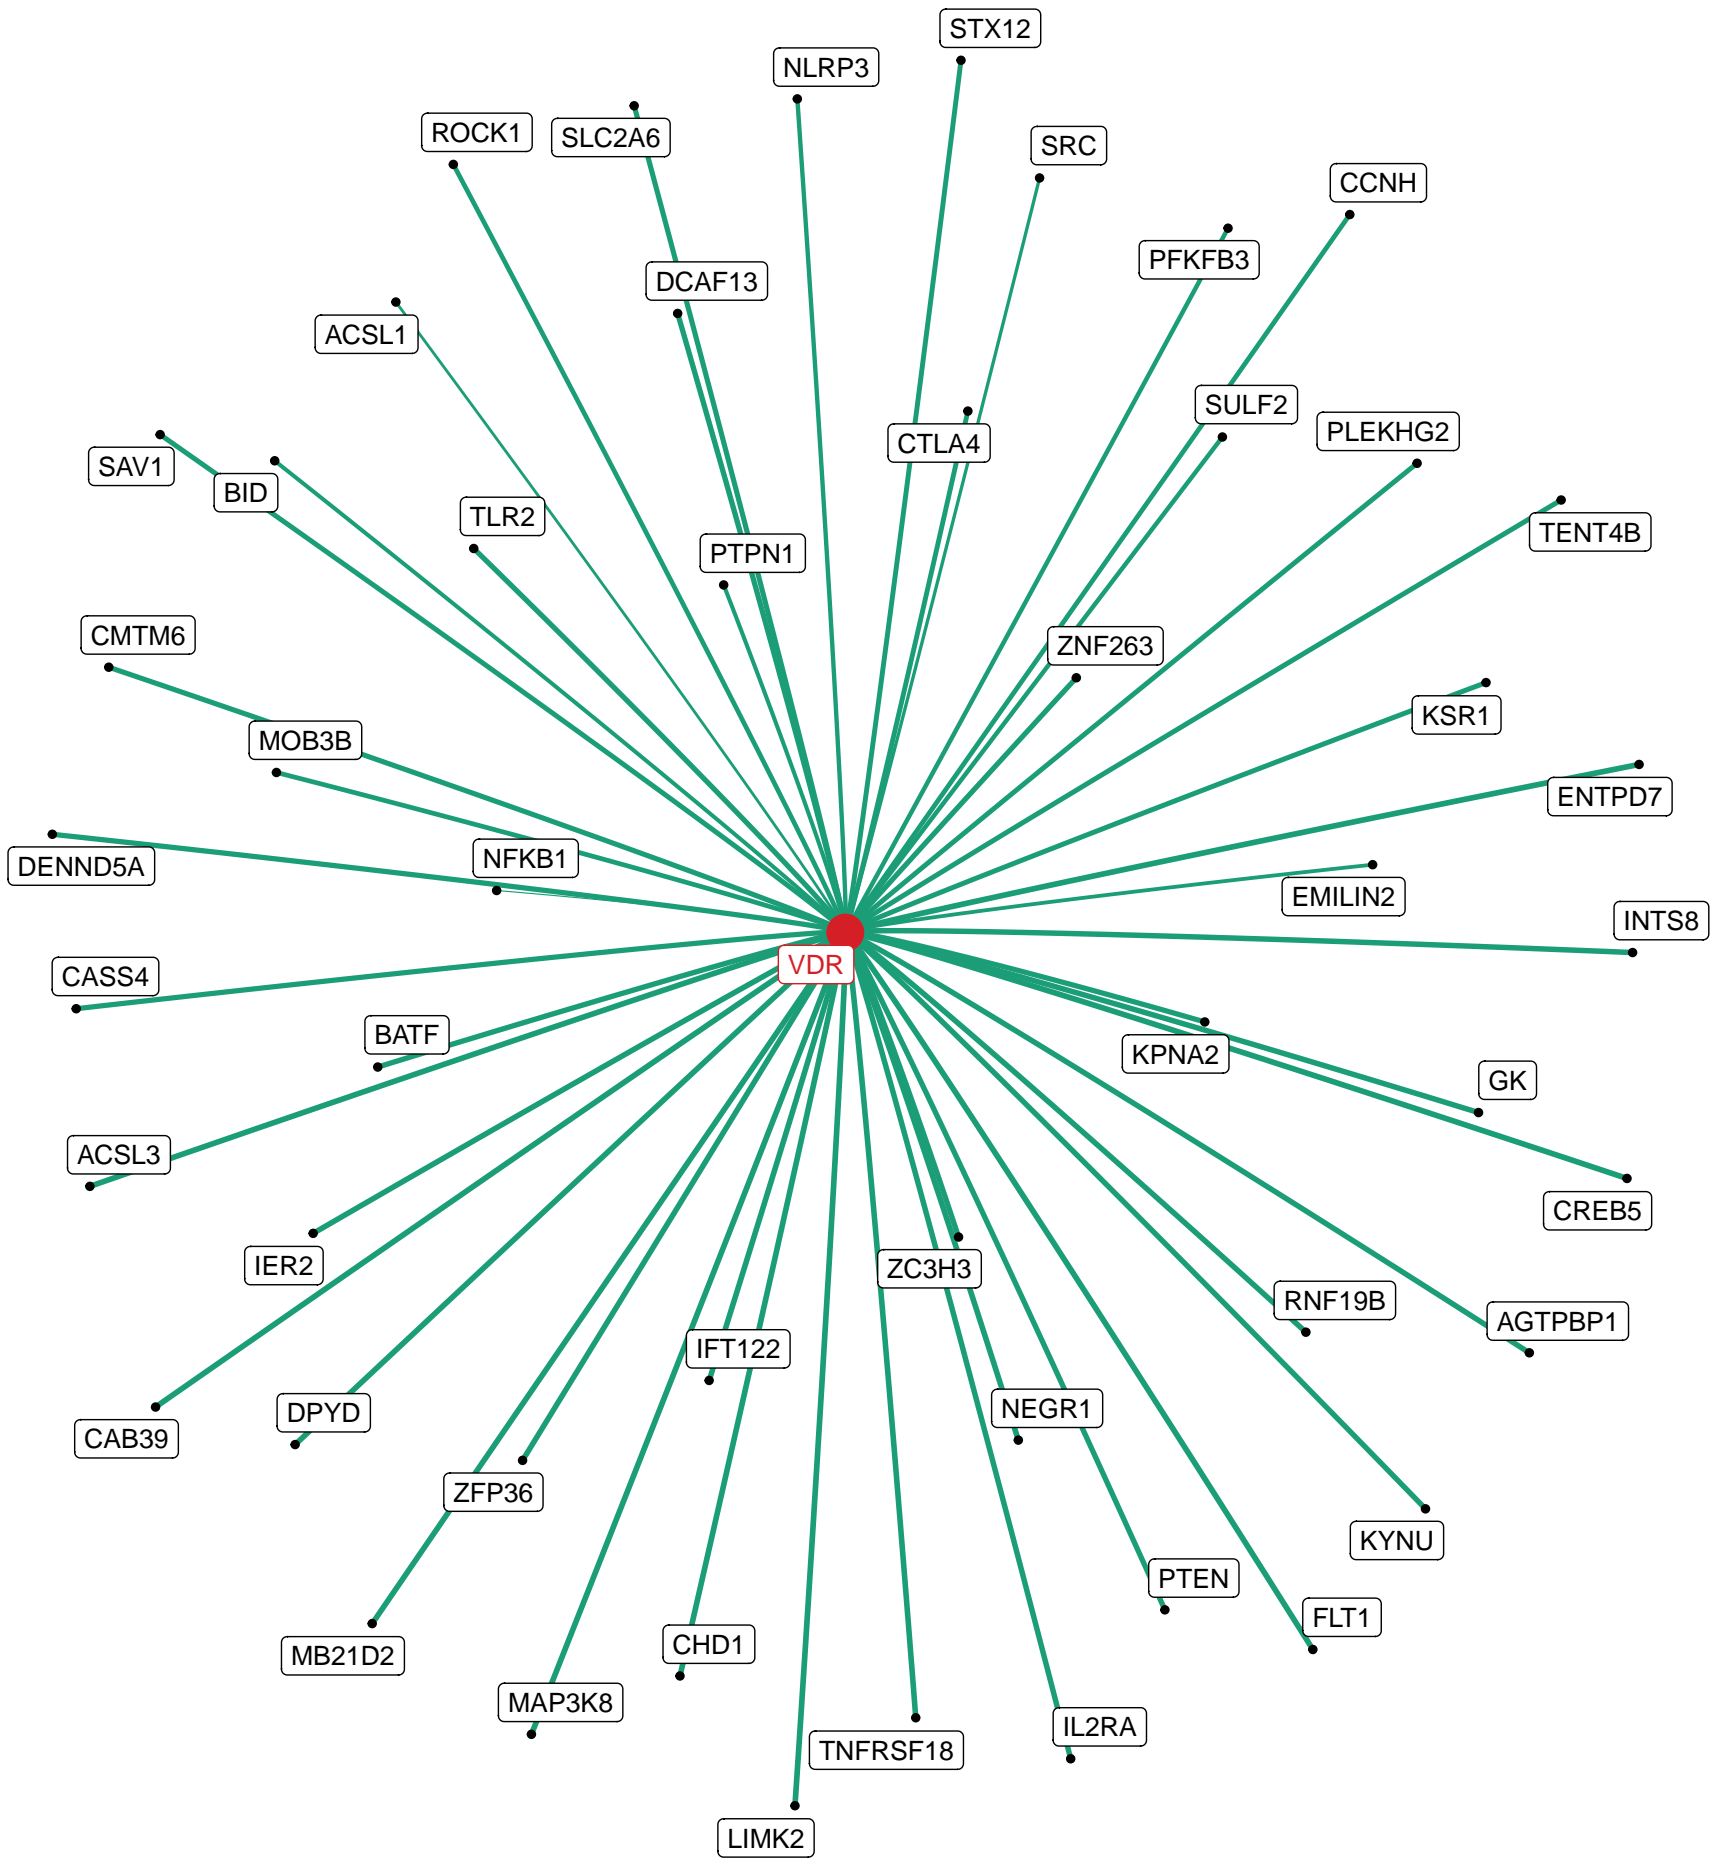 STX12
NLRP3
ROCK1
SLC2A6
SRC
CCNH
PFKFB3
DCAF13
ACSL1
SULF2
PLEKHG2
CTLA4
SAV1
BID
TLR2
TENT4B
PTPN1
CMTM6
ZNF263
KSR1
MOB3B
ENTPD7
NFKB1
DENND5A
EMILIN2
INTS8
VDR
CASS4
BATF
KPNA2
GK
ACSL3
CREB5
IER2
ZC3H3
RNF19B
AGTPBP1
IFT122
NEGR1
DPYD
CAB39
ZFP36
KYNU
PTEN
FLT1
CHD1
MB21D2
MAP3K8
IL2RA
TNFRSF18
LIMK2